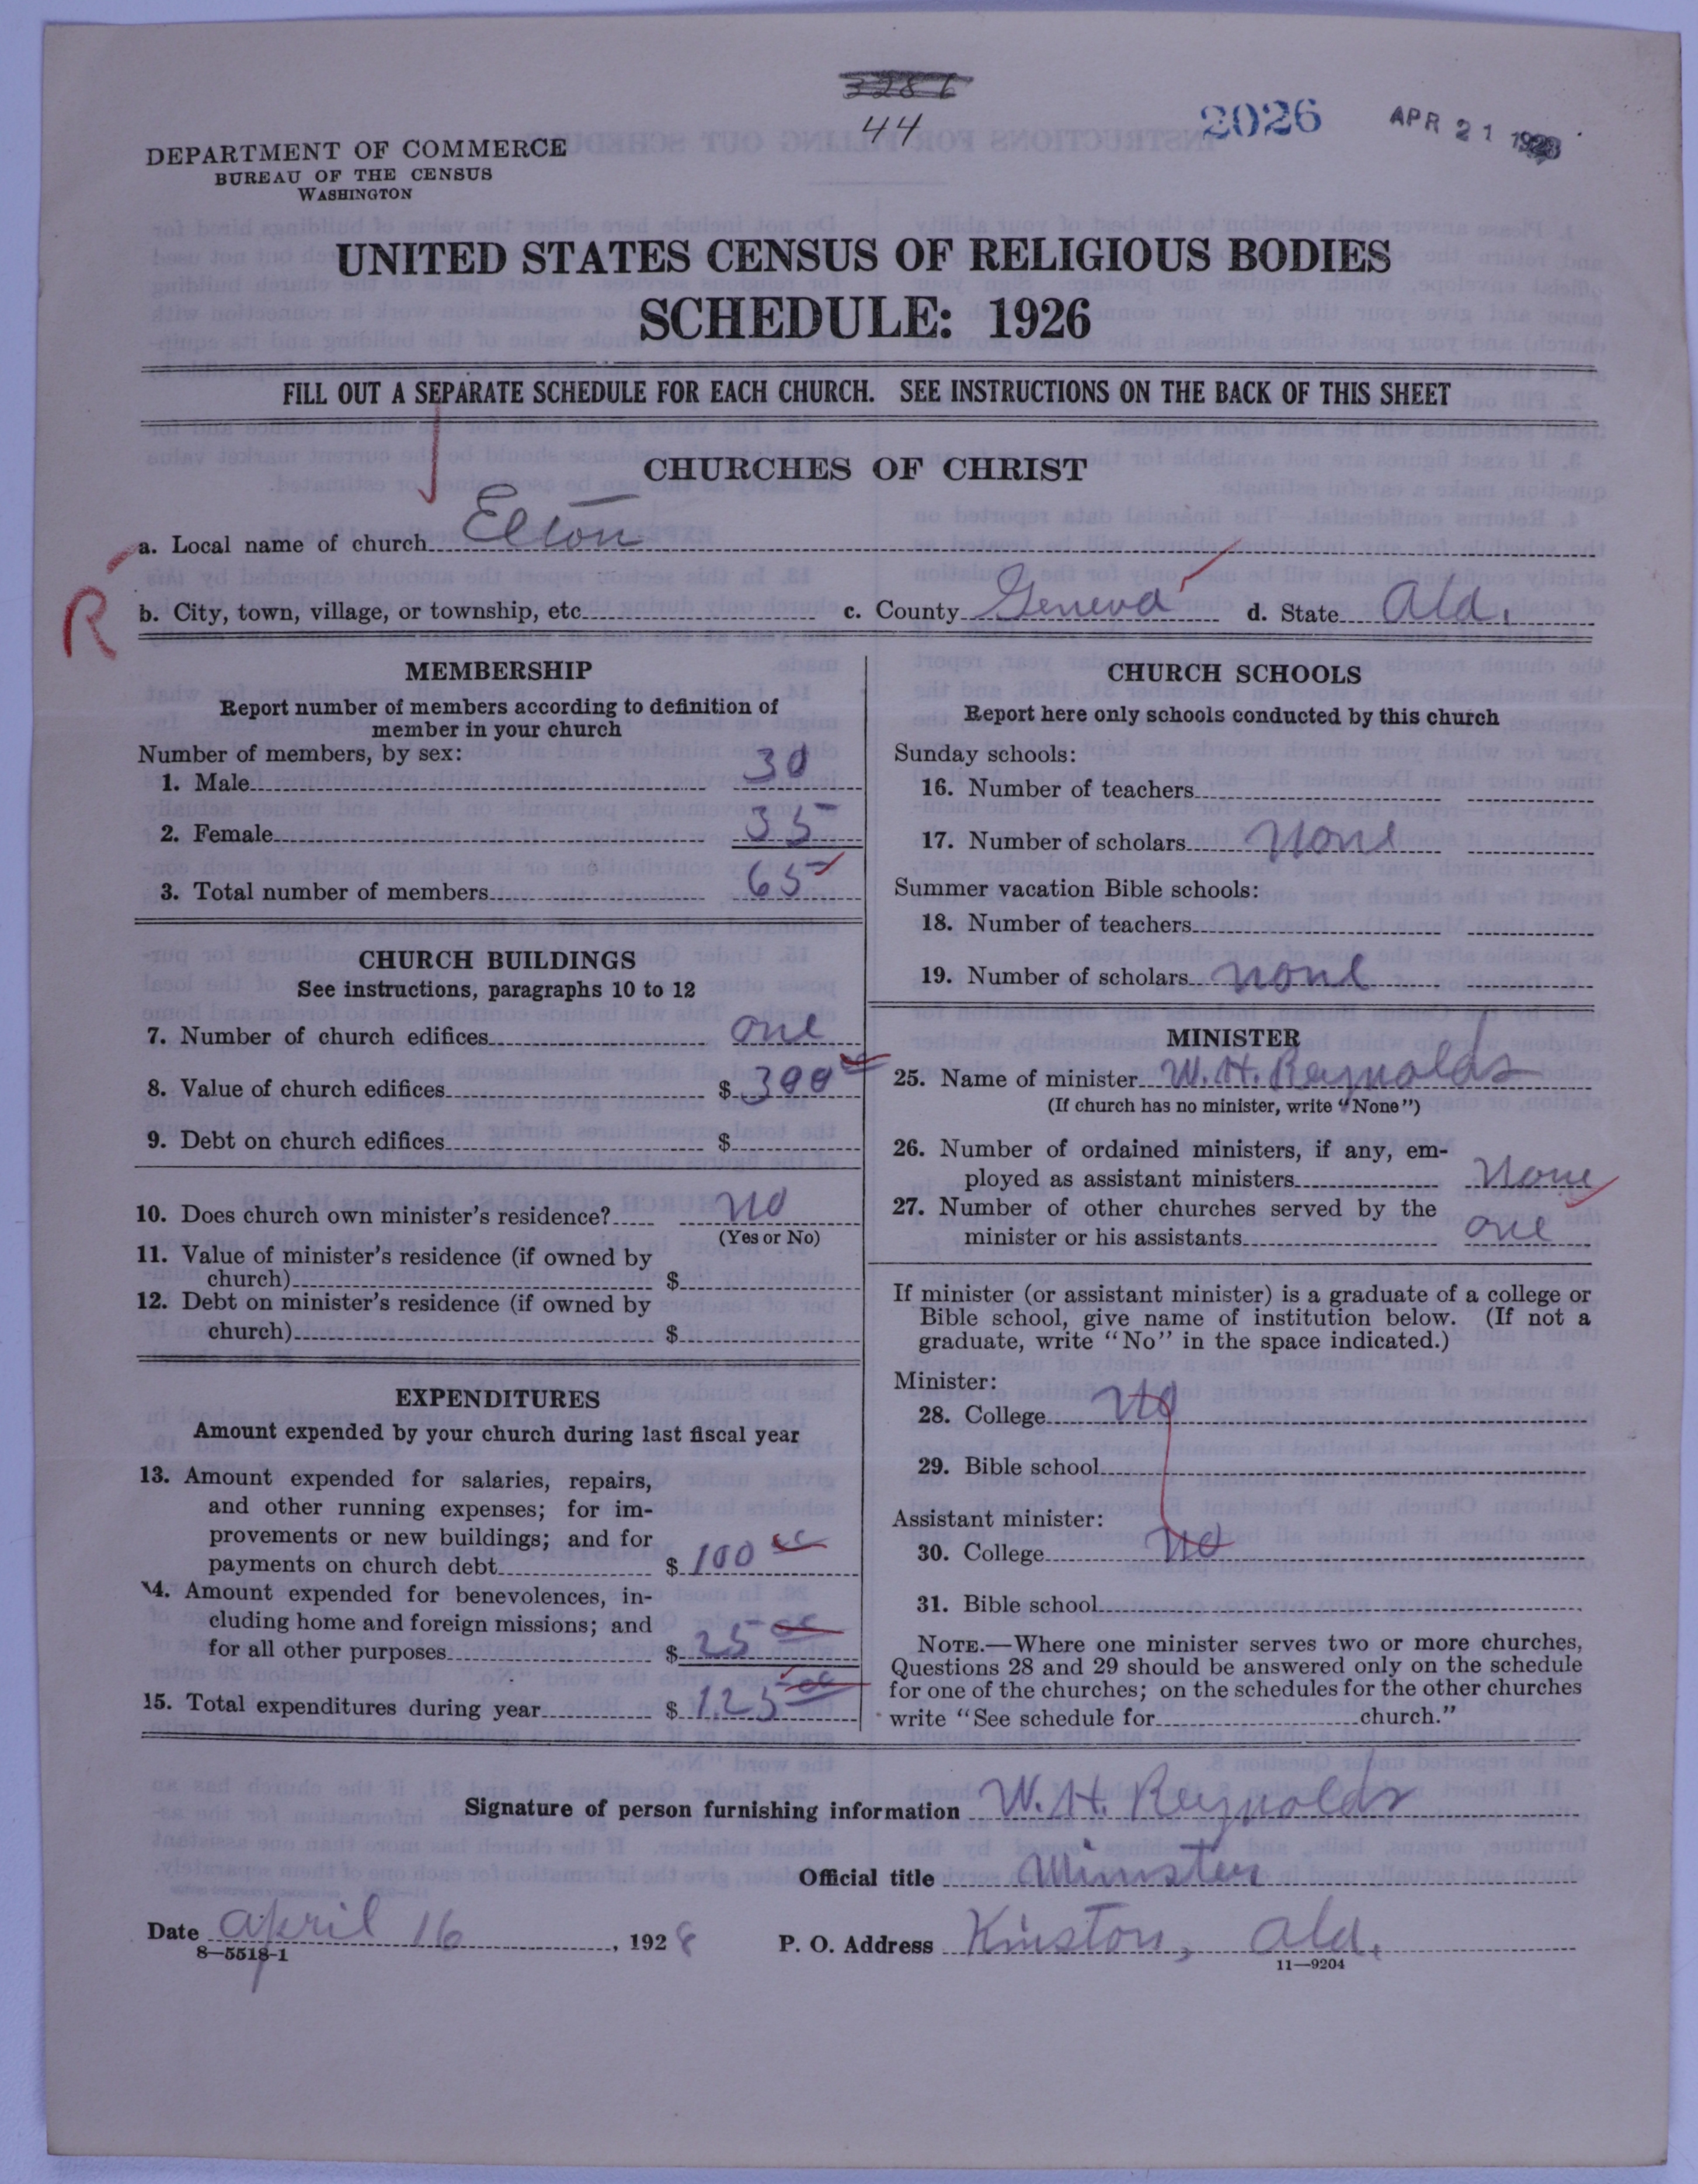 3286
44
2026
APR 21 1928
DEPARTMENT OF COMMERCE
BUREAU OF THE CENSUS
WASHINGTON
UNITED STATES CENSUS OF RELIGIOUS BODIES
SCHEDULE: 1926
FILL OUT A SEPARATE SCHEDULE FOR EACH CHURCH. SEE INSTRUCTIONS ON THE BACK OF THIS SHEET
CHURCHES OF CHRIST
a. Local name of church Elton
R
b. City, town, village, or township, etc. c. County Geneva d. State Ala.
MEMBERSHIP
Report number of members according to definition of
member in your church
Number of members, by sex:
1. Male 30
2. Female 35
3. Total number of members 65
CHURCH BUILDINGS
See instructions, paragraphs 10 to 12
7. Number of church edifices one
8. Value of church edifices $ 300
9. Debt on church edifices $
10. Does church own minister's residence? No
(Yes or No)
11. Value of minister's residence (if owned by
church) $
12. Debt on minister's residence (if owned by
church) $
EXPENDITURES
Amount expended by your church during last fiscal year
13. Amount expended for salaries, repairs,
and other running expenses; for im-
provements or new buildings; and for
payments on church debt $ 100 00
14. Amount expended for benevolences, in-
cluding home and foreign missions; and
for all other purposes $ 25 00
15. Total expenditures during year $ 125 00
CHURCH SCHOOLS
Report here only schools conducted by this church
Sunday schools:
16. Number of teachers
17. Number of scholars None
Summer vacation Bible schools:
18. Number of teachers
19. Number of scholars none
MINISTER
25. Name of minister W. H. Reynolds
(If church has no minister, write "None")
26. Number of ordained ministers, if any, em-
ployed as assistant ministers None
27. Number of other churches served by the
minister or his assistants one
If minister (or assistant minister) is a graduate of a college or
Bible school, give name of institution below. (If not a
graduate, write "No" in the space indicated.)
Minister:
28. College No
29. Bible school
Assistant minister:
30. College No
31. Bible school
NOTE.—Where one minister serves two or more churches,
Questions 28 and 29 should be answered only on the schedule
for one of the churches; on the schedules for the other churches
write "See schedule for church."
Signature of person furnishing information W. H. Reynolds
Official title Minister
Date April 16, 1928 P. O. Address Kinston, Ala.
8—5518-1
11—9204